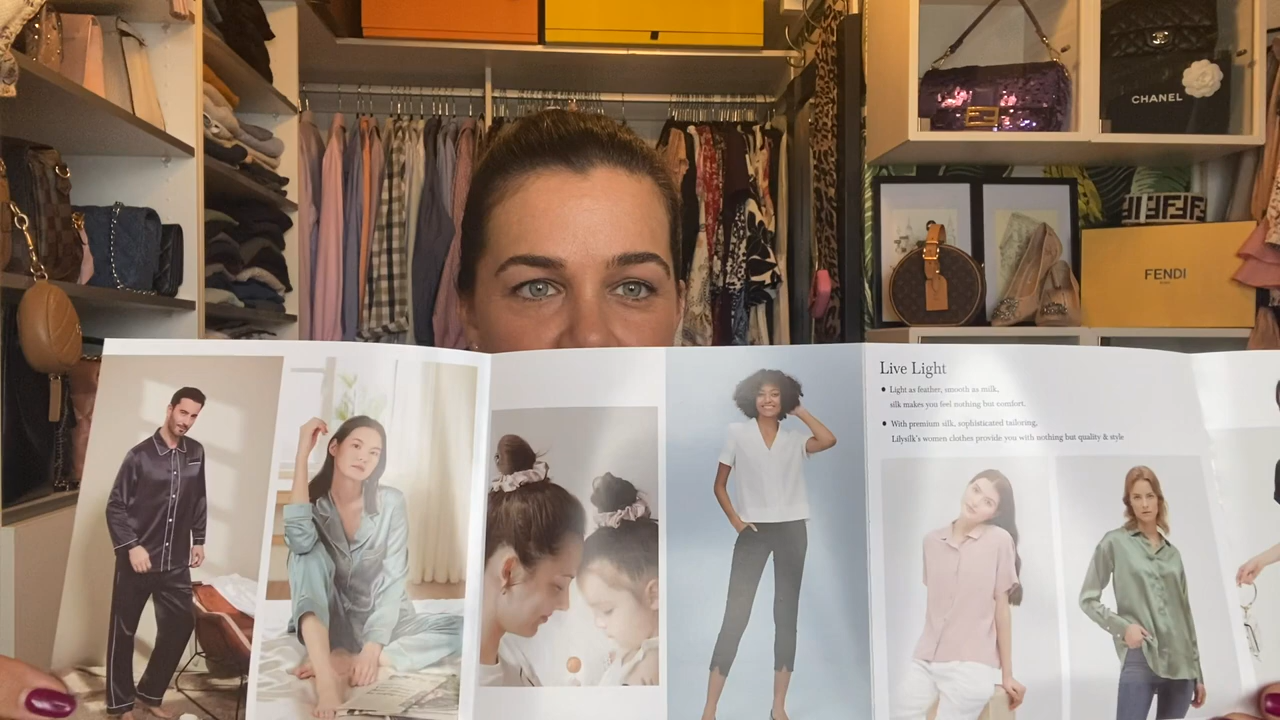 CHANEL
FENDI
Live Light
• Light as feather, smooth as milk,
silk makes you feel nothing but comfort.
• With premium silk, sophisticated tailoring,
Lilysilk's women clothes provide you with nothing but quality & style